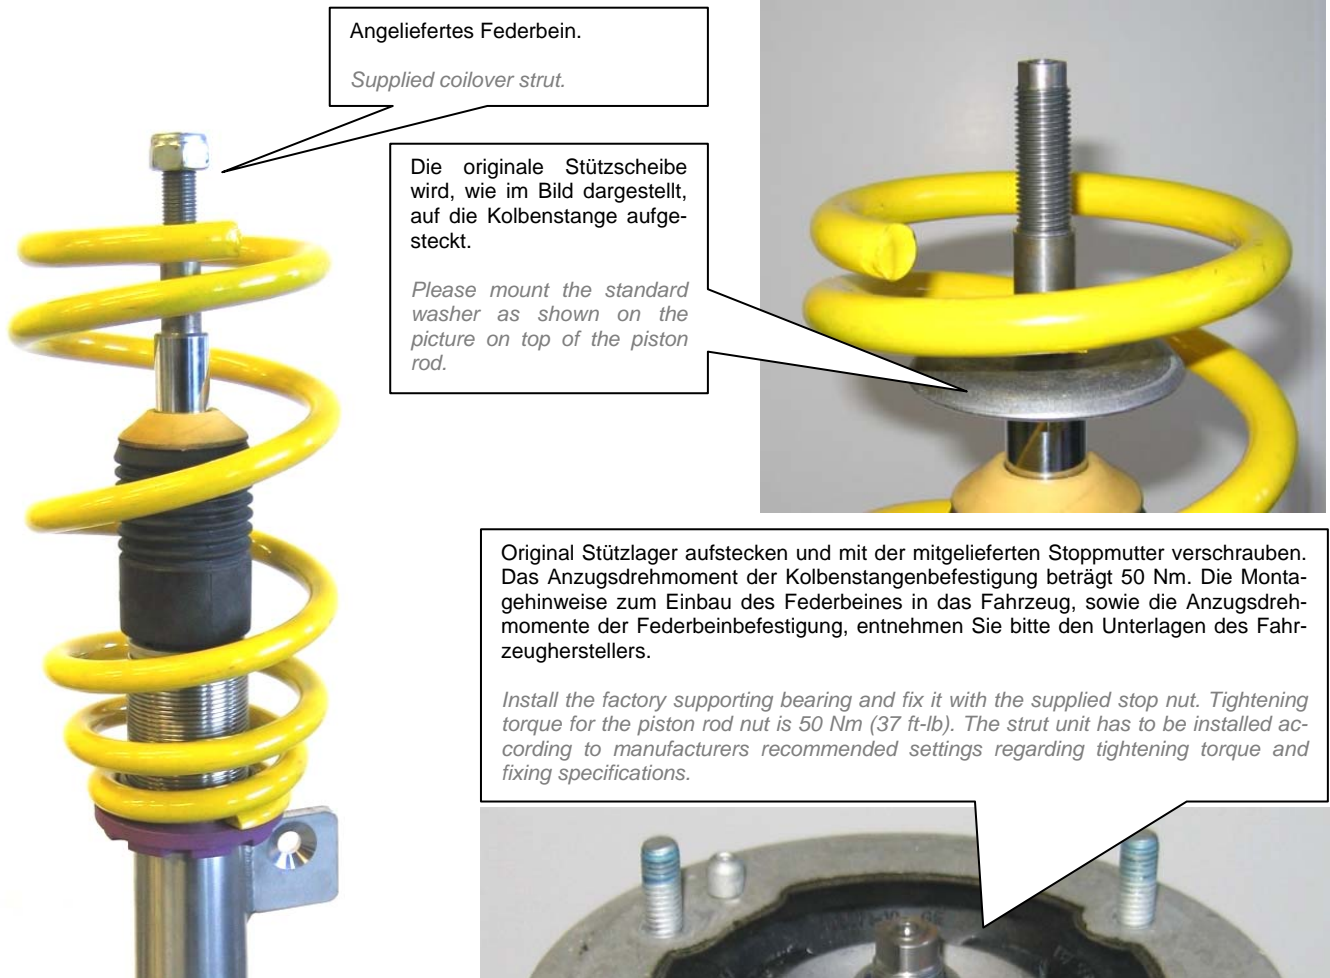 Angeliefertes Federbein.
Supplied coilover strut.
Die originale Stützscheibe
wird, wie im Bild dargestellt,
auf die Kolbenstange aufge-
steckt.
Please mount the standard
washer as shown on the
picture on top of the piston
rod.
Original Stützlager aufstecken und mit der mitgelieferten Stoppmutter verschrauben.
Das Anzugsdrehmoment der Kolbenstangenbefestigung beträgt 50 Nm. Die Monta-
gehinweise zum Einbau des Federbeines in das Fahrzeug, sowie die Anzugsdreh-
momente der Federbeinbefestigung, entnehmen Sie bitte den Unterlagen des Fahr-
zeugherstellers.
Install the factory supporting bearing and fix it with the supplied stop nut. Tightening
torque for the piston rod nut is 50 Nm (37 ft-lb). The strut unit has to be installed ac-
cording to manufacturers recommended settings regarding tightening torque and
fixing specifications.